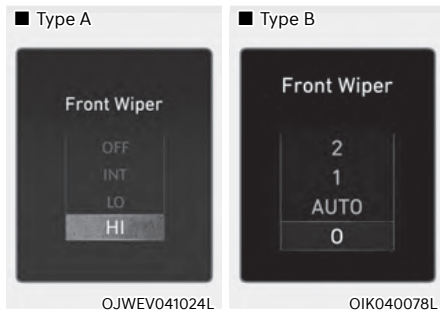 ■ Type A
Front Wiper
OFF
INT
LO
HI
OJWEV041024L
■ Type B
Front Wiper
2
1
AUTO
0
OIK040078L